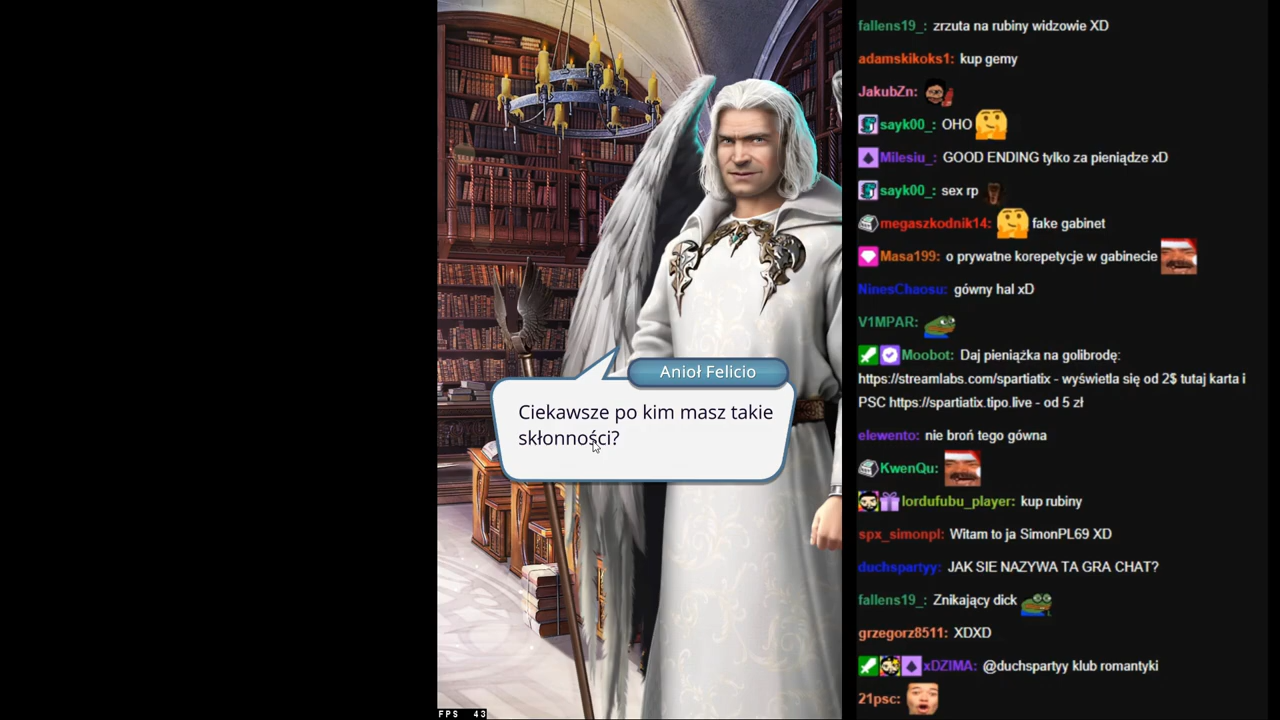 Anioł Felicio
Ciekawsze po kim masz takie
skłonności?
FPS 43
fallens19_: zrzuta na rubiny widzowie XD
adamskikoks1: kup gemy
JakubZn:
sayk00_: OHO
Milesiu_: GOOD ENDING tylko za pieniądze xD
sayk00_: sex rp
megaszkodnik14: fake gabinet
Masa199: o prywatne korepetycje w gabinecie
NinesChaosu: gówny hal xD
V1MPAR:
Moobot: Daj pieniążka na golibrodę:
https://streamlabs.com/spartiatix - wyświetla się od 2$ tutaj karta i
PSC https://spartiatix.tipo.live - od 5 zł
elewento: nie broń tego gówna
KwenQu:
lordufubu_player: kup rubiny
spx_simonpl: Witam to ja SimonPL69 XD
duchspartyy: JAK SIE NAZYWA TA GRA CHAT?
fallens19_: Znikający dick
grzegorz8511: XDXD
xDZIMA: @duchspartyy klub romantyki
21psc: